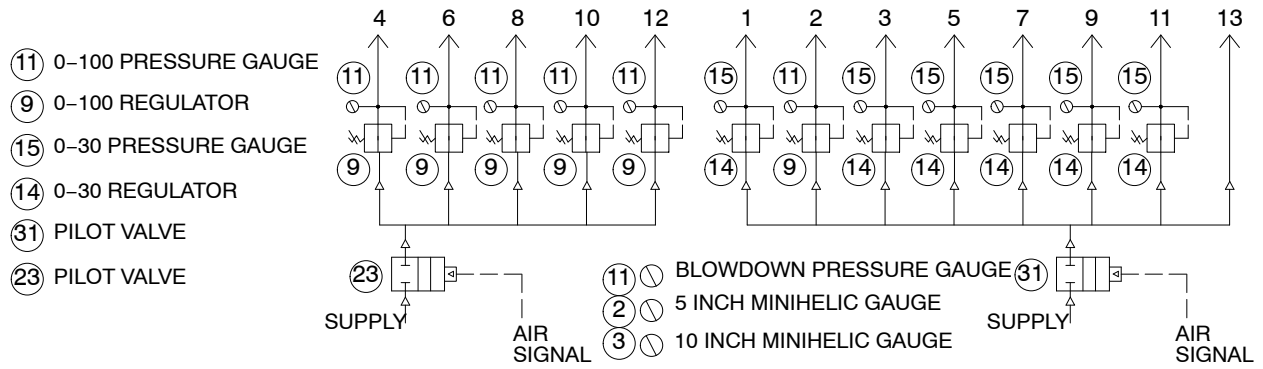 4 6 8 10 12 1 2 3 5 7 9 11 13
11 0–100 PRESSURE GAUGE
11 11 11 11 11 15 11 15 15 15 15 15
9 0–100 REGULATOR
15 0–30 PRESSURE GAUGE
9 9 9 9 9 14 9 14 14 14 14 14
14 0–30 REGULATOR
31 PILOT VALVE
23 PILOT VALVE
23
SUPPLY
AIR
SIGNAL
11 BLOWDOWN PRESSURE GAUGE
2 5 INCH MINIHELIC GAUGE
3 10 INCH MINIHELIC GAUGE
31
SUPPLY
AIR
SIGNAL